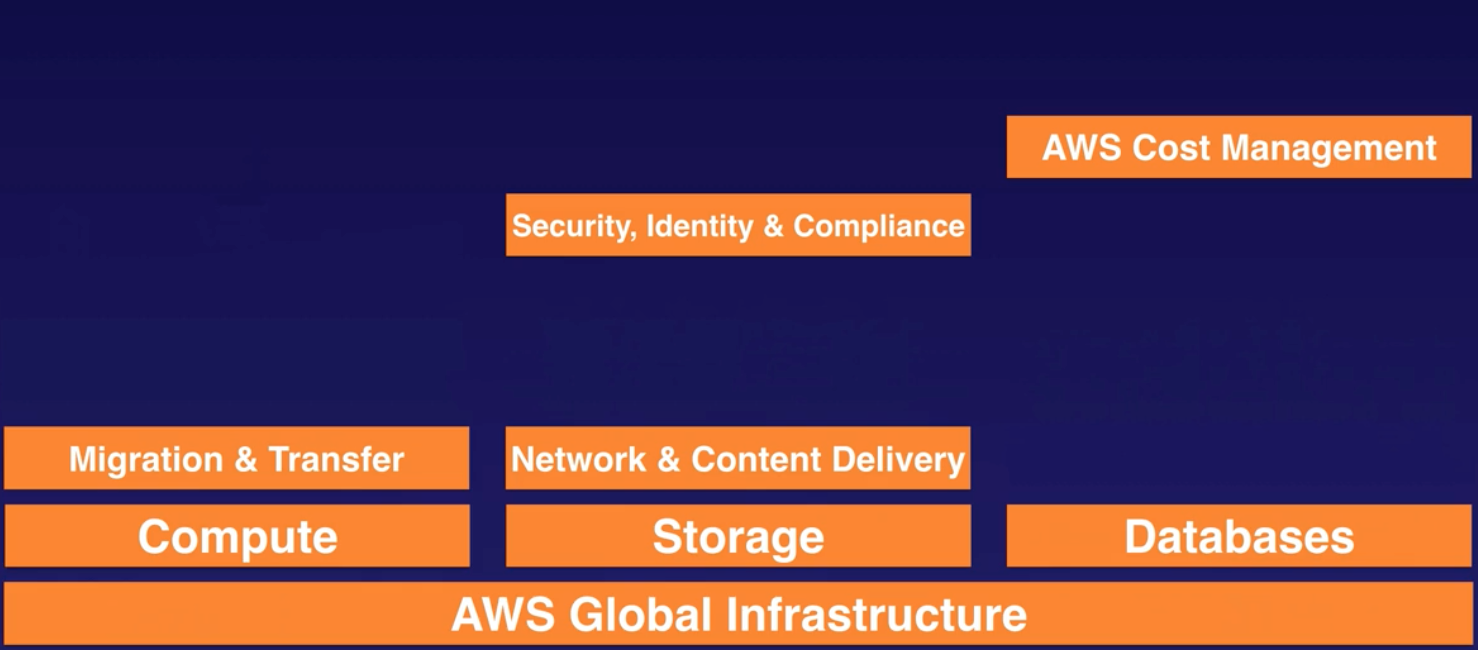 AWS Cost Management
Security, Identity & Compliance
Migration & Transfer
Network & Content Delivery
Compute
Storage
Databases
AWS Global Infrastructure